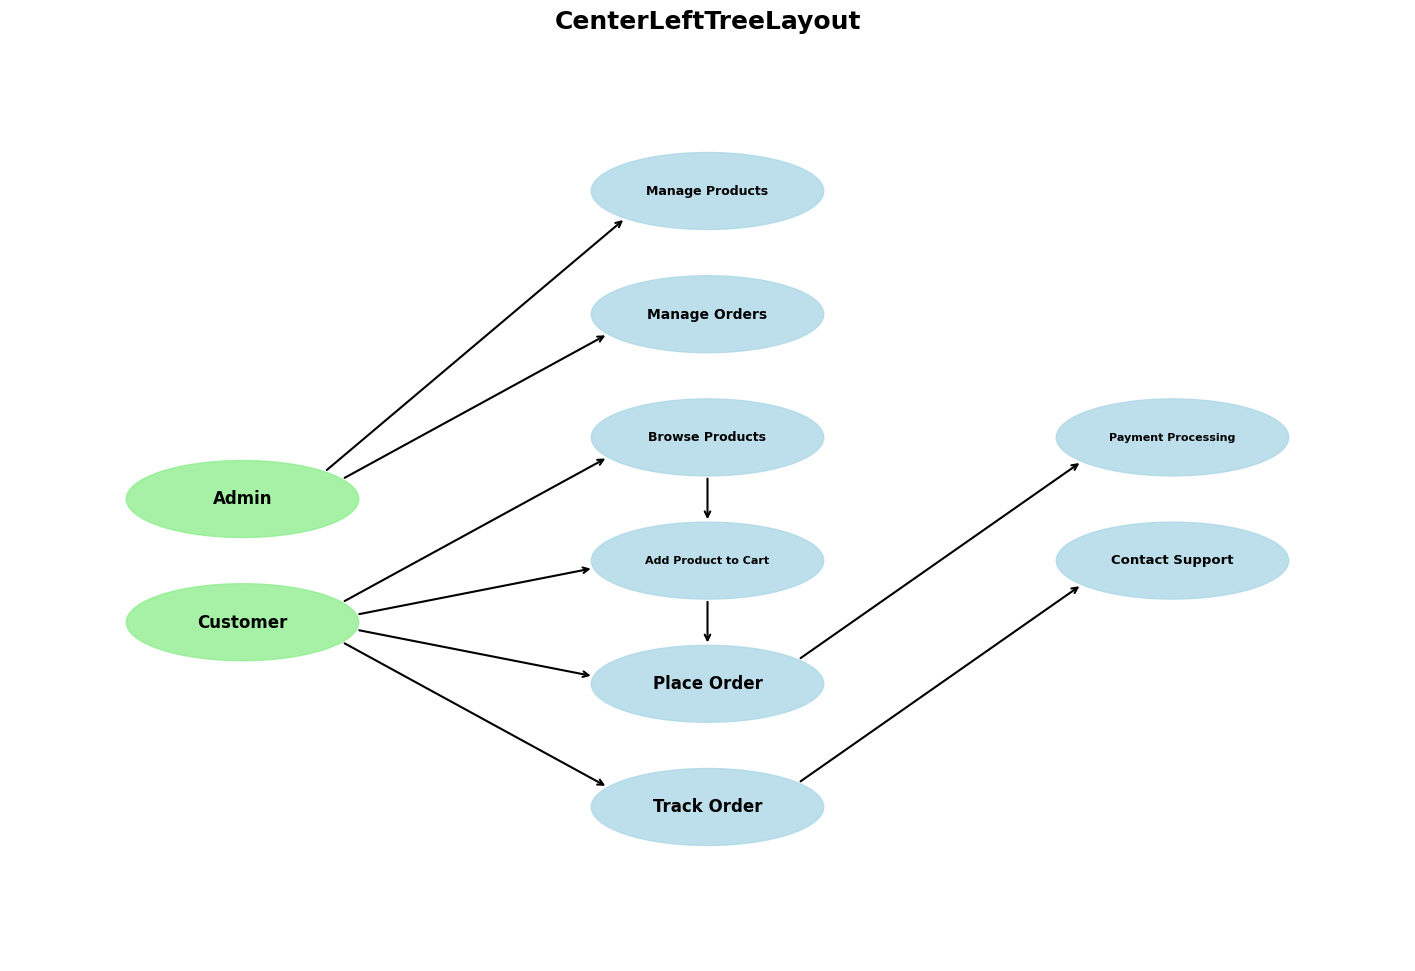 CenterLeftTreeLayout
Manage Products
Manage Orders
Browse Products
Payment Processing
Admin
Add Product to Cart
Contact Support
Customer
Place Order
Track Order